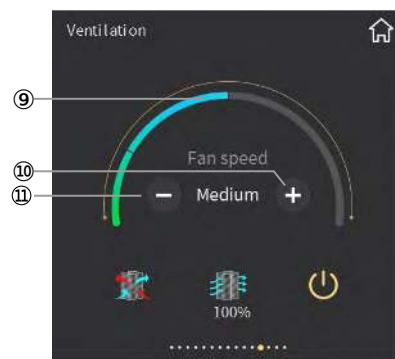 Ventilation
⑨
Fan speed
⑩
⑪
− Medium +
100%